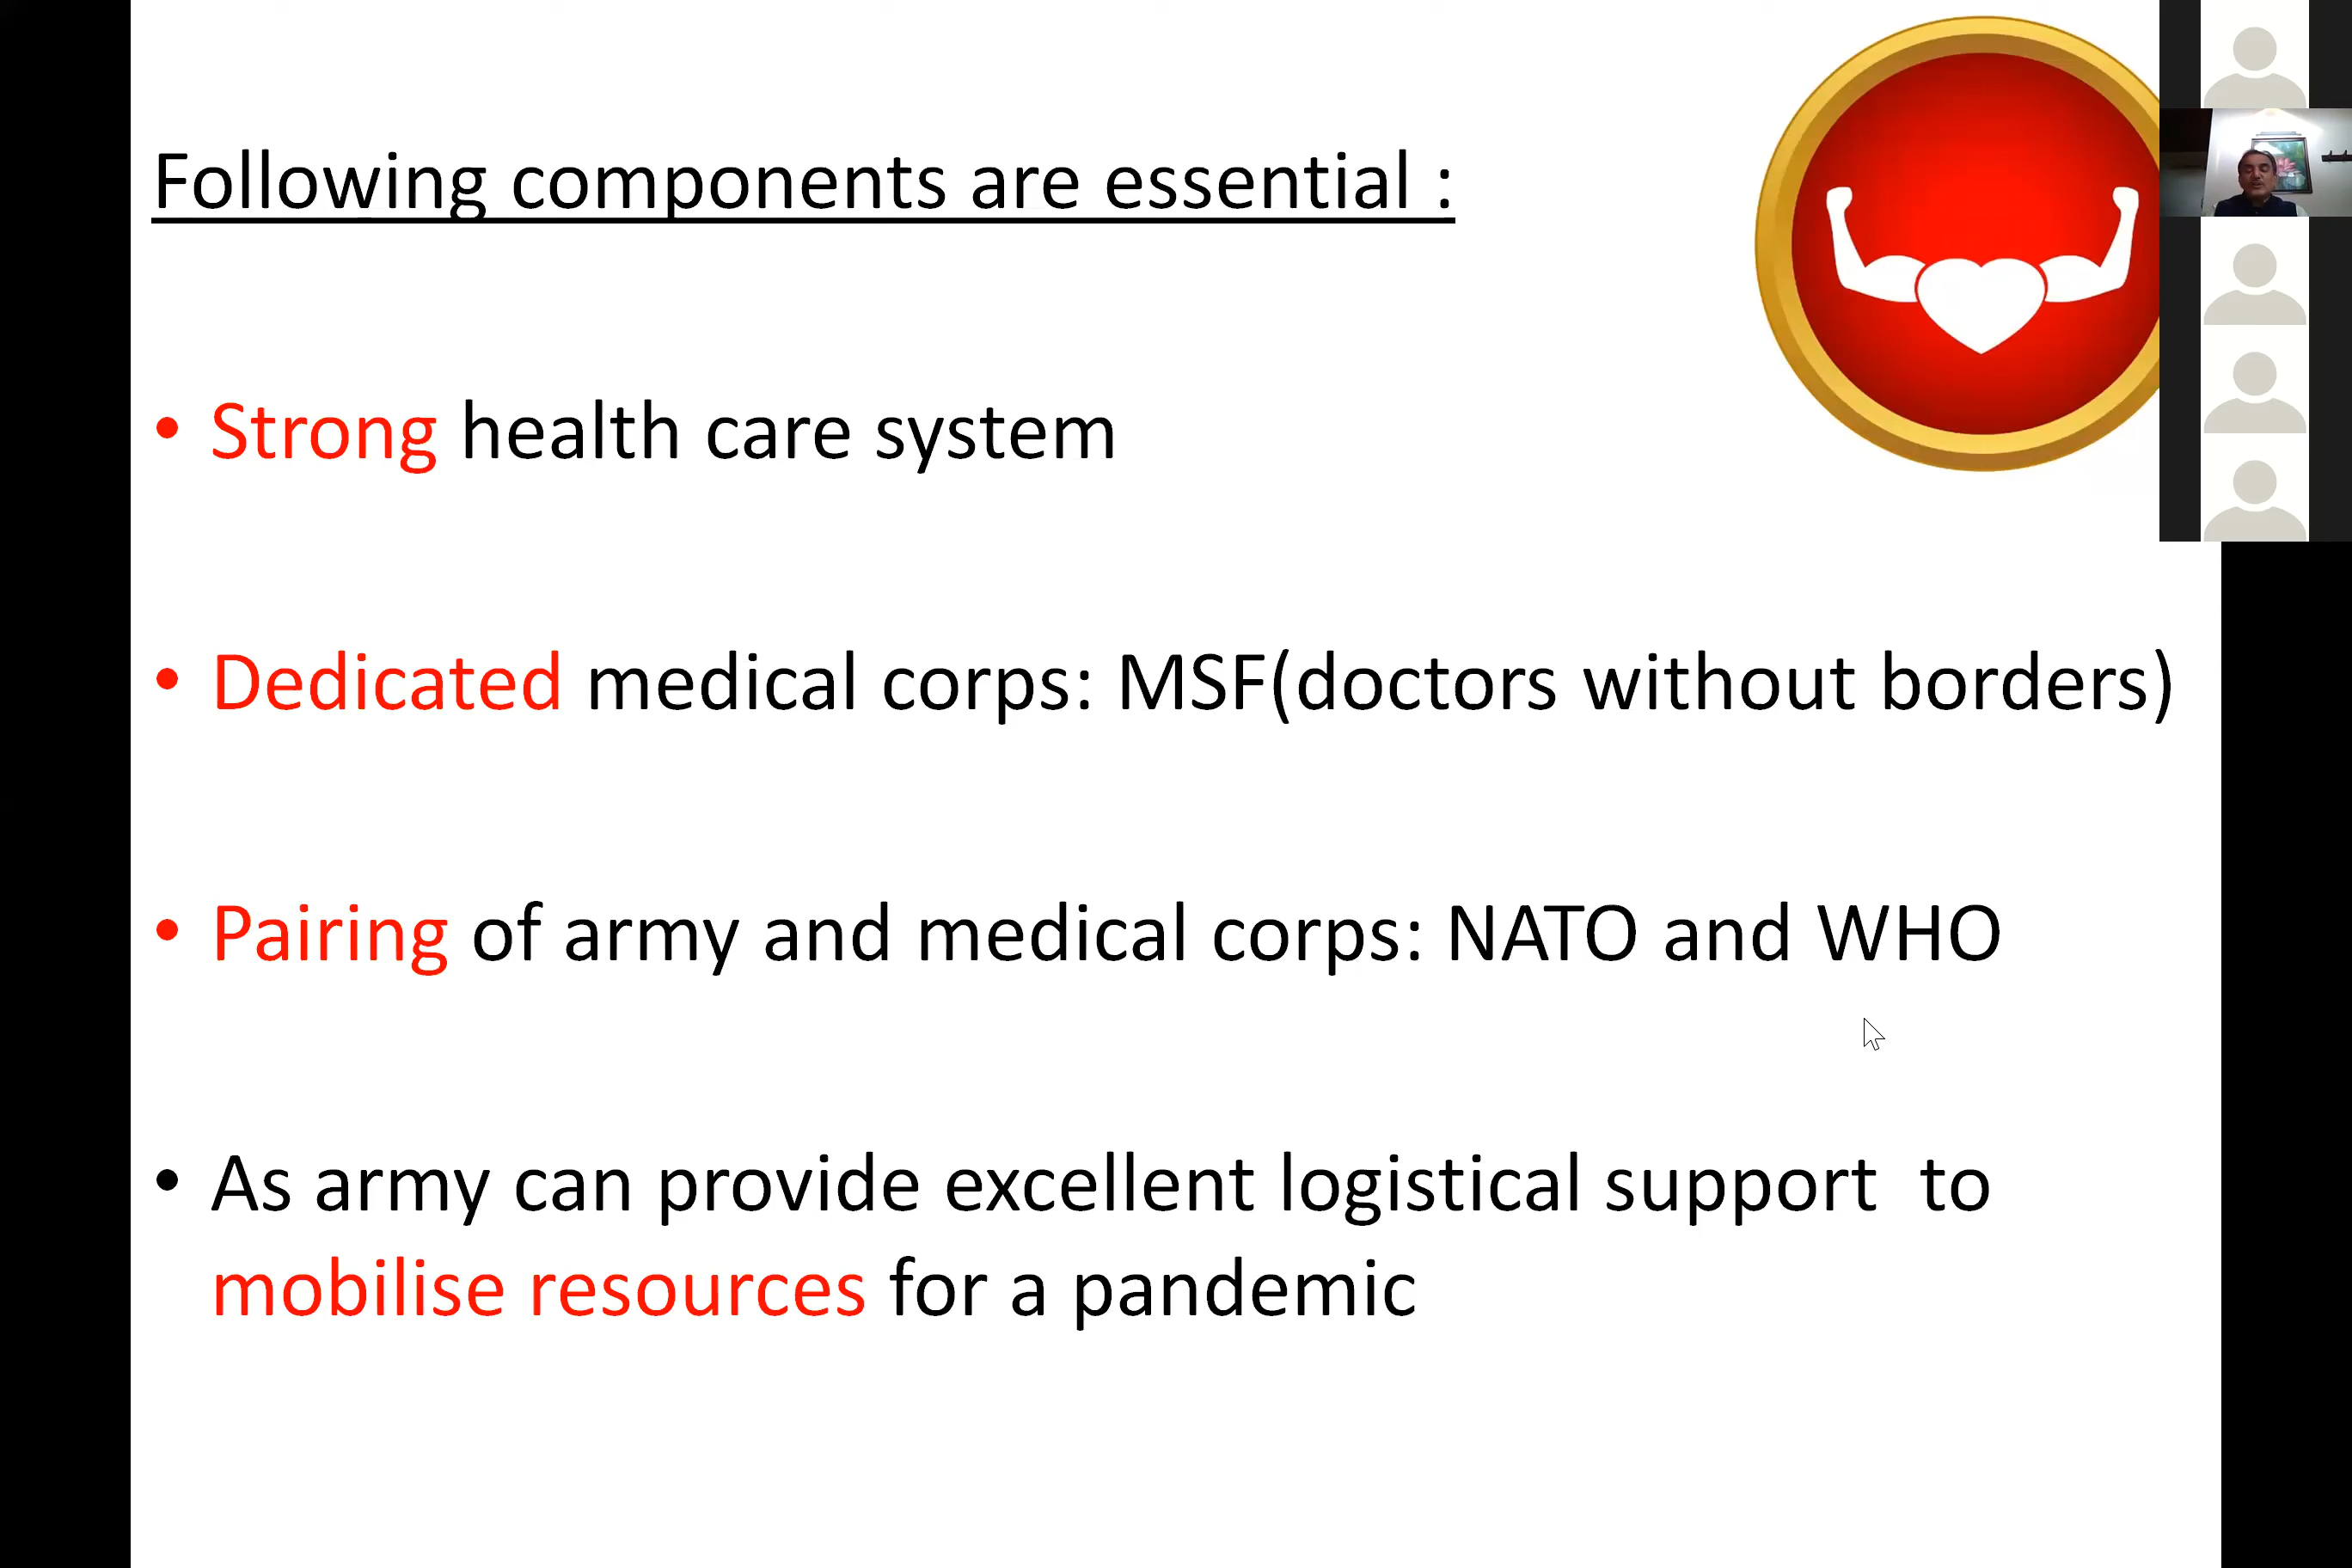 Following components are essential :
• Strong health care system
• Dedicated medical corps: MSF(doctors without borders)
• Pairing of army and medical corps: NATO and WHO
• As army can provide excellent logistical support  to
mobilise resources for a pandemic